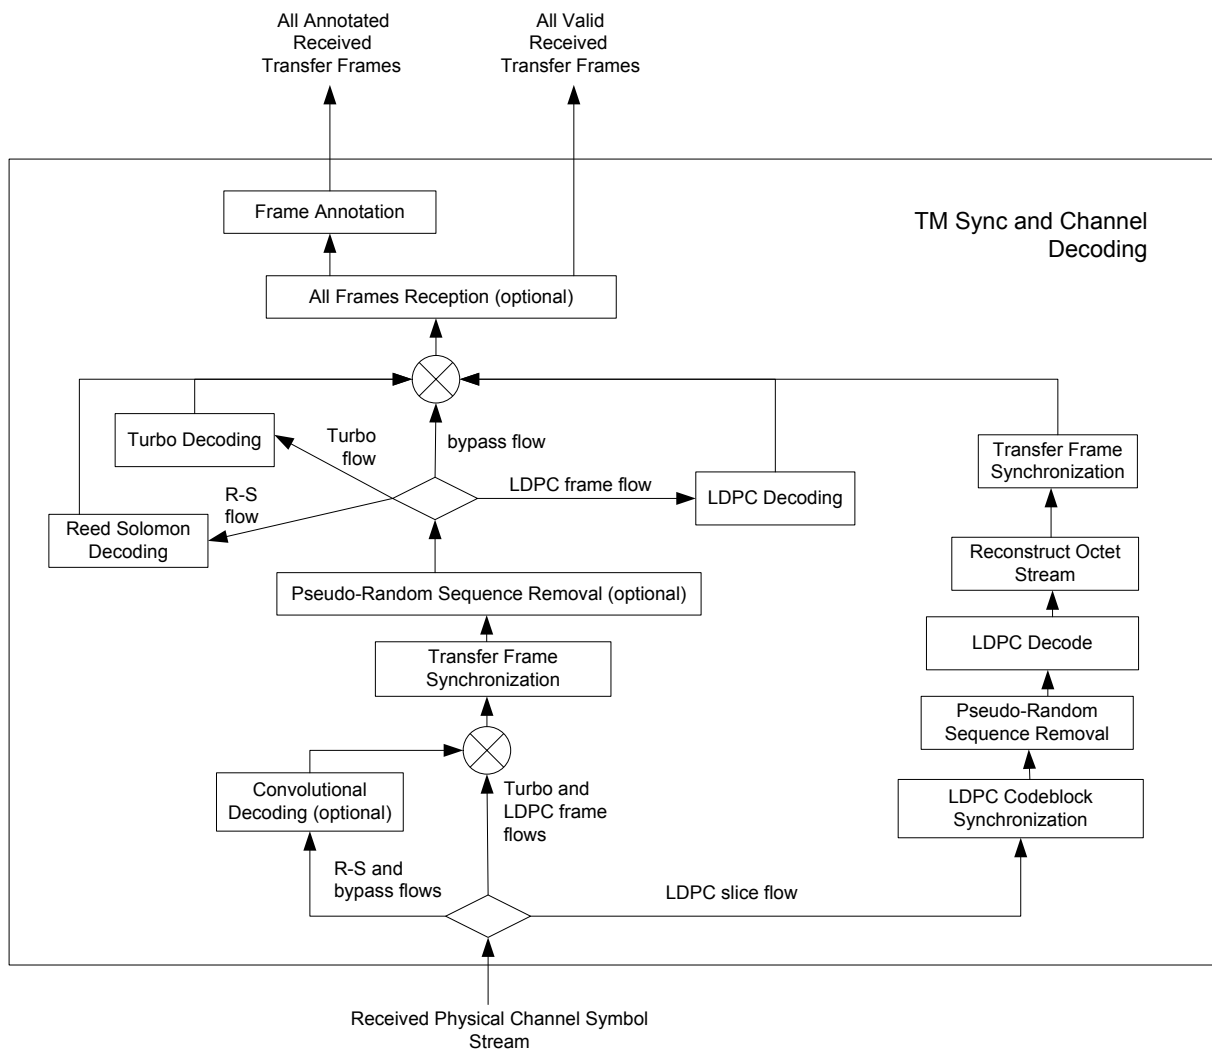 All Annotated
Received
Transfer Frames
All Valid
Received
Transfer Frames
Frame Annotation
TM Sync and Channel
Decoding
All Frames Reception (optional)
Turbo Decoding
Turbo
flow
bypass flow
Transfer Frame
Synchronization
R-S
flow
LDPC frame flow
LDPC Decoding
Reed Solomon
Decoding
Reconstruct Octet
Stream
Pseudo-Random Sequence Removal (optional)
LDPC Decode
Transfer Frame
Synchronization
Pseudo-Random
Sequence Removal
Convolutional
Decoding (optional)
Turbo and
LDPC frame
flows
LDPC Codeblock
Synchronization
R-S and
bypass flows
LDPC slice flow
Received Physical Channel Symbol
Stream